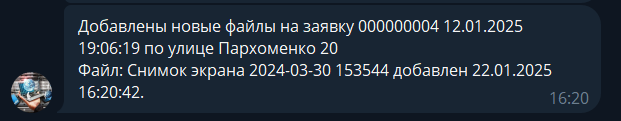 Добавлены новые файлы на заявку 000000004 12.01.2025
19:06:19 по улице Пархоменко 20
Файл: Снимок экрана 2024-03-30 153544 добавлен 22.01.2025
16:20:42.
16:20